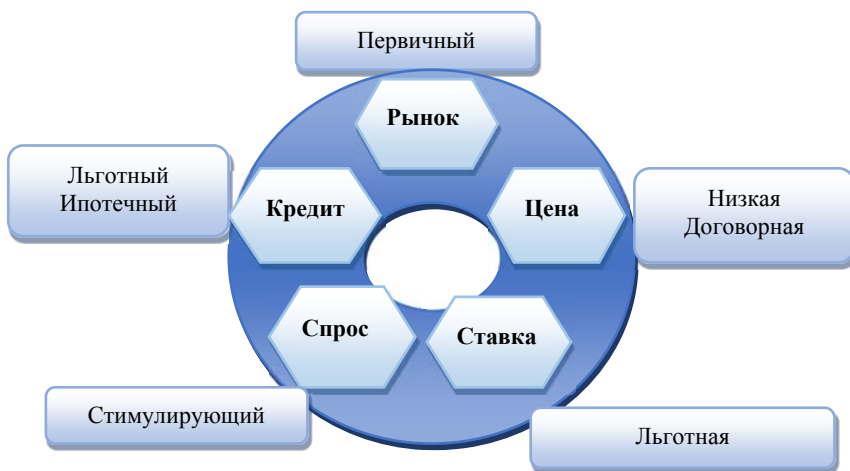 Первичный
Рынок
Льготный
Ипотечный
Кредит
Цена
Низкая
Договорная
Спрос
Ставка
Стимулирующий
Льготная